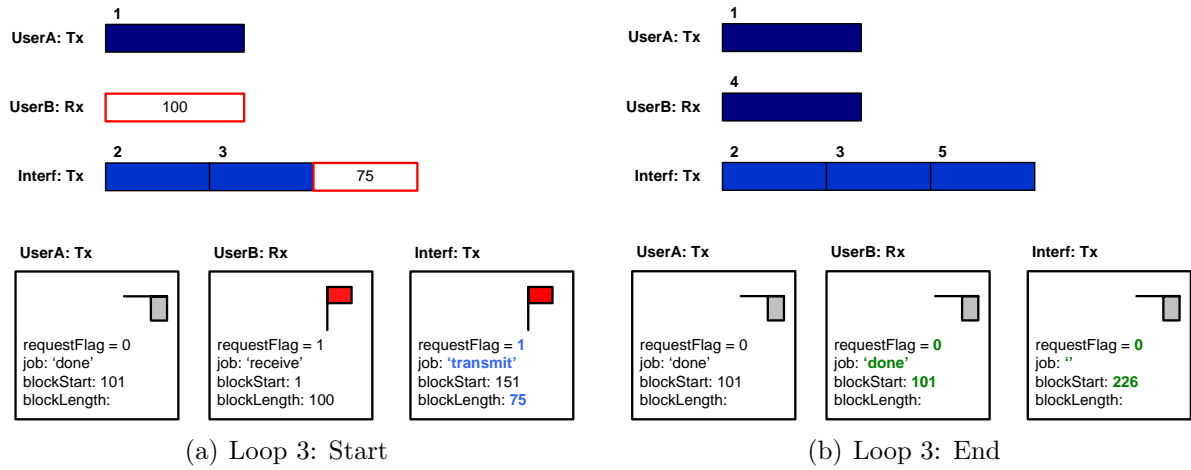 1
UserA: Tx
UserB: Rx
100
2 3
Interf: Tx
75
UserA: Tx UserB: Rx Interf: Tx
requestFlag = 0
job: ‘done’
blockStart: 101
blockLength:
requestFlag = 1
job: ‘receive’
blockStart: 1
blockLength: 100
requestFlag = 1
job: ‘transmit’
blockStart: 151
blockLength: 75
(a) Loop 3: Start
1
UserA: Tx
4
UserB: Rx
2 3 5
Interf: Tx
UserA: Tx UserB: Rx Interf: Tx
requestFlag = 0
job: ‘done’
blockStart: 101
blockLength:
requestFlag = 0
job: ‘done’
blockStart: 101
blockLength:
requestFlag = 0
job: ‘’
blockStart: 226
blockLength:
(b) Loop 3: End